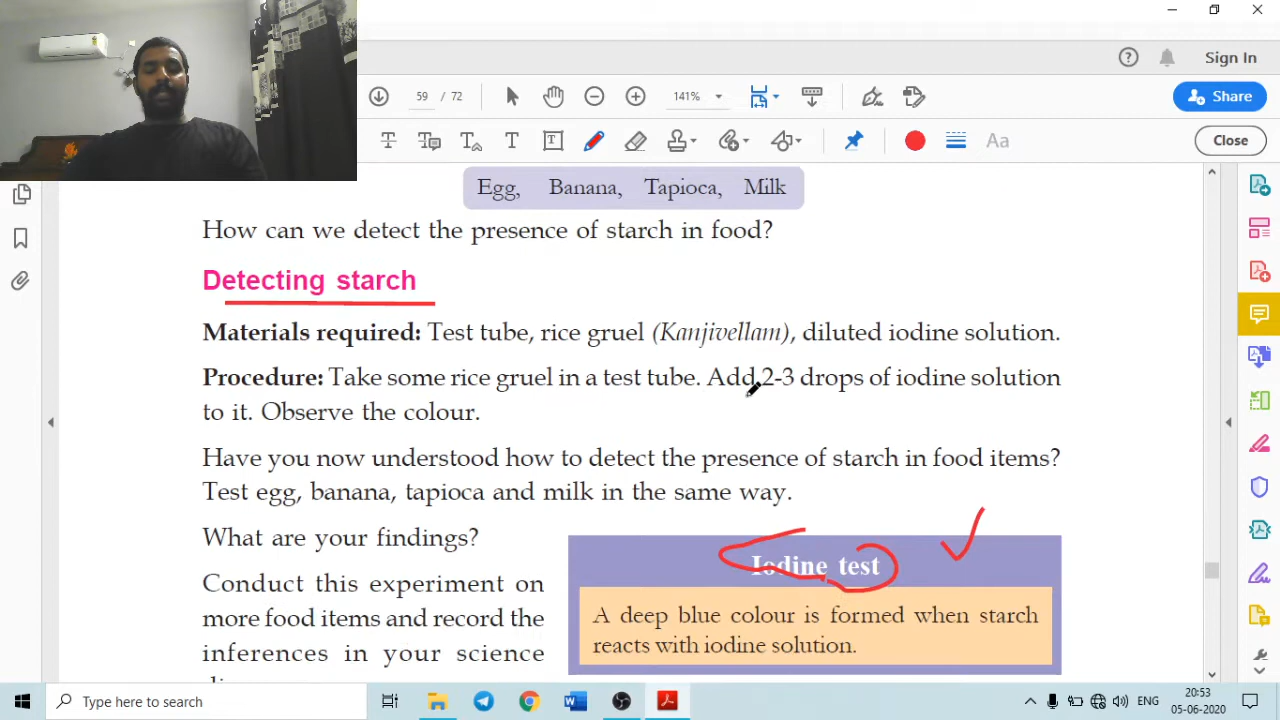 Sign In
59 / 72
141%
Share
Aa
Close
Egg, Banana, Tapioca, Milk
How can we detect the presence of starch in food?
Detecting starch
Materials required: Test tube, rice gruel (Kanjivellam), diluted iodine solution.
Procedure: Take some rice gruel in a test tube. Add 2-3 drops of iodine solution
to it. Observe the colour.
Have you now understood how to detect the presence of starch in food items?
Test egg, banana, tapioca and milk in the same way.
What are your findings?
Conduct this experiment on
more food items and record the
inferences in your science
Iodine test
A deep blue colour is formed when starch
reacts with iodine solution.
Type here to search
ENG
20:53
05-06-2020